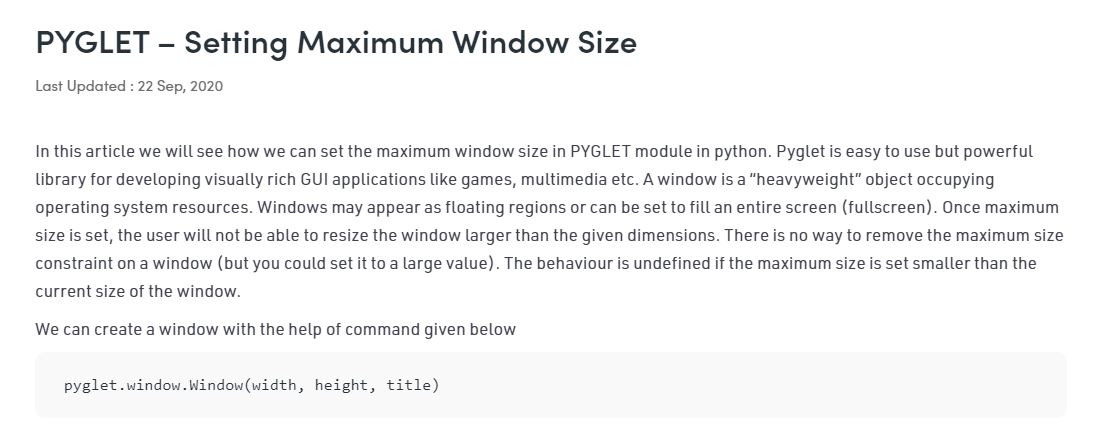 PYGLET – Setting Maximum Window Size
Last Updated : 22 Sep, 2020
In this article we will see how we can set the maximum window size in PYGLET module in python. Pyglet is easy to use but powerful
library for developing visually rich GUI applications like games, multimedia etc. A window is a “heavyweight” object occupying
operating system resources. Windows may appear as floating regions or can be set to fill an entire screen (fullscreen). Once maximum
size is set, the user will not be able to resize the window larger than the given dimensions. There is no way to remove the maximum size
constraint on a window (but you could set it to a large value). The behaviour is undefined if the maximum size is set smaller than the
current size of the window.
We can create a window with the help of command given below
pyglet.window.Window(width, height, title)